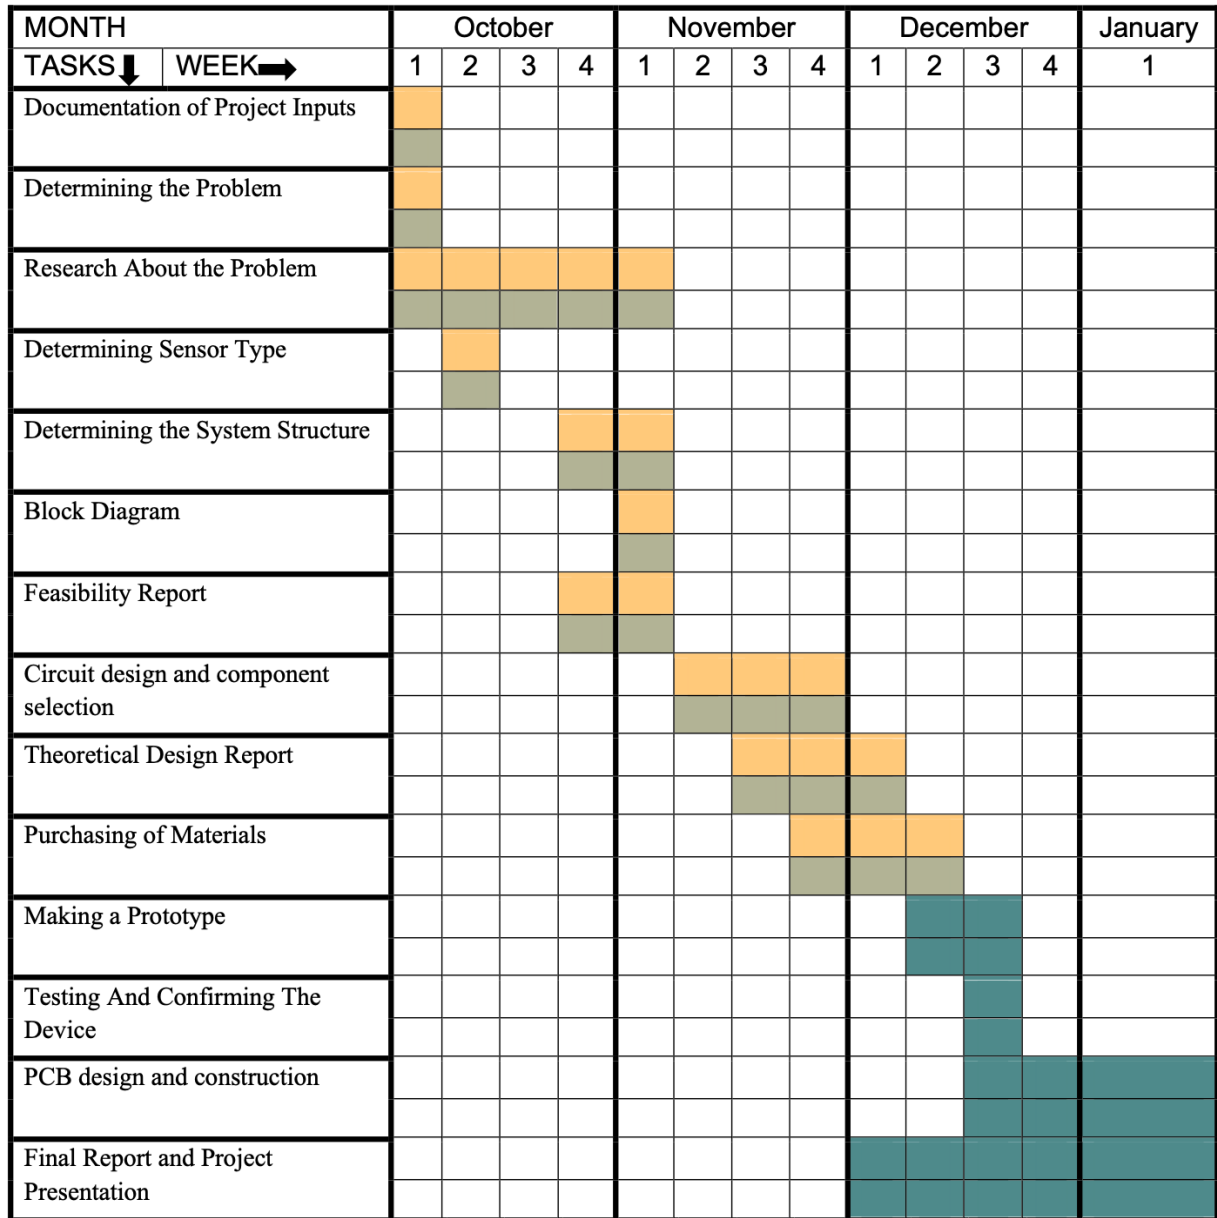 MONTH October November December January
TASKS WEEK 1 2 3 4 1 2 3 4 1 2 3 4 1
Documentation of Project Inputs
Determining the Problem
Research About the Problem
Determining Sensor Type
Determining the System Structure
Block Diagram
Feasibility Report
Circuit design and component
selection
Theoretical Design Report
Purchasing of Materials
Making a Prototype
Testing And Confirming The
Device
PCB design and construction
Final Report and Project
Presentation